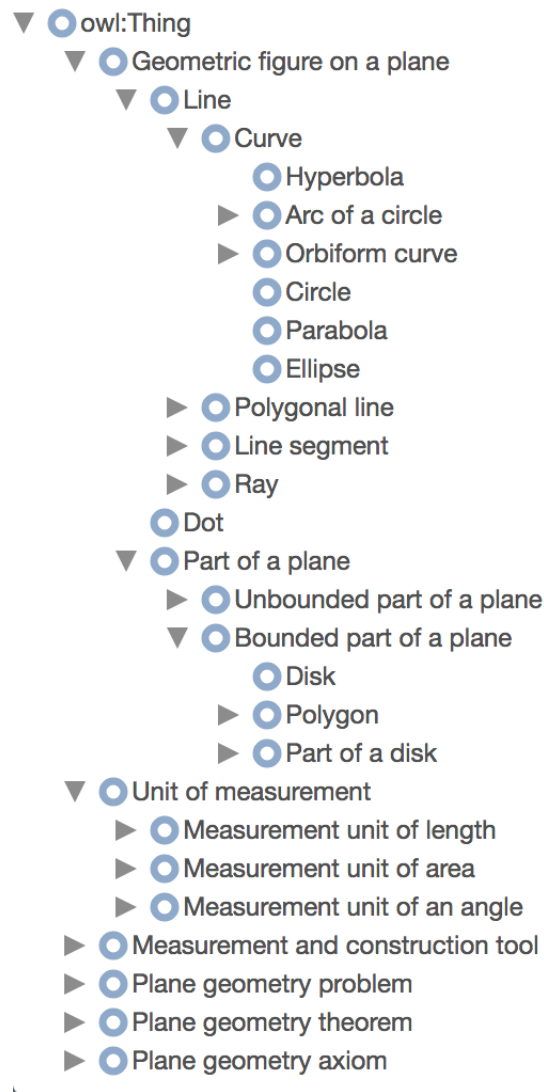 owl:Thing
Geometric figure on a plane
Line
Curve
Hyperbola
Arc of a circle
Orbiform curve
Circle
Parabola
Ellipse
Polygonal line
Line segment
Ray
Dot
Part of a plane
Unbounded part of a plane
Bounded part of a plane
Disk
Polygon
Part of a disk
Unit of measurement
Measurement unit of length
Measurement unit of area
Measurement unit of an angle
Measurement and construction tool
Plane geometry problem
Plane geometry theorem
Plane geometry axiom